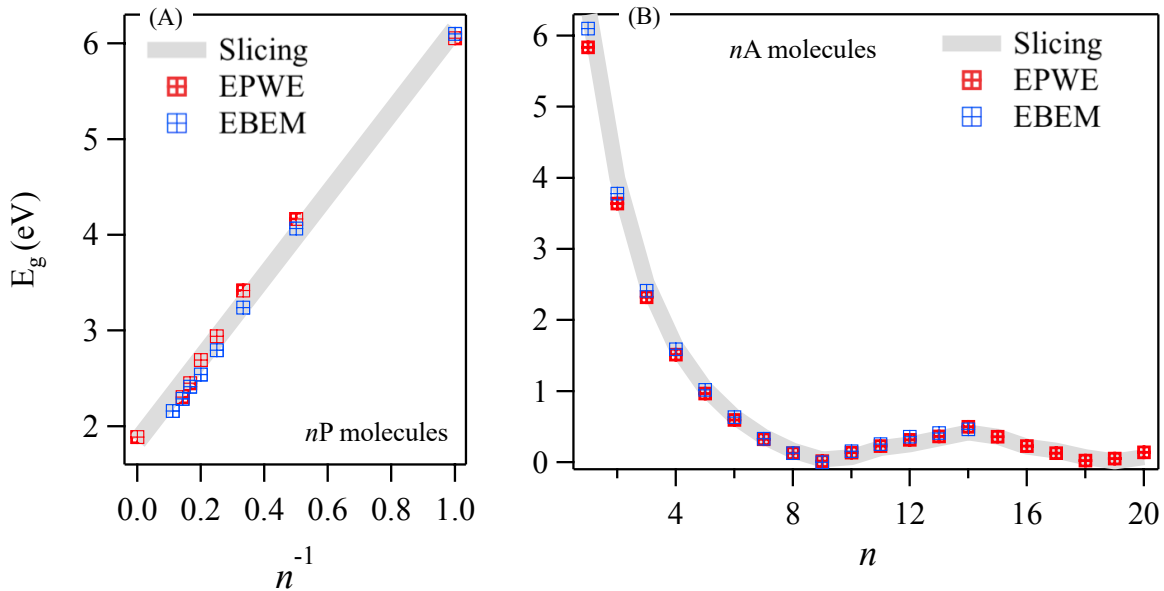 (A)
Slicing
EPWE
EBEM
nP molecules
E_g (eV)
6
5
4
3
2
0.0 0.2 0.4 0.6 0.8 1.0
n^-1
(B)
nA molecules
Slicing
EPWE
EBEM
6
5
4
3
2
1
0
4 8 12 16 20
n